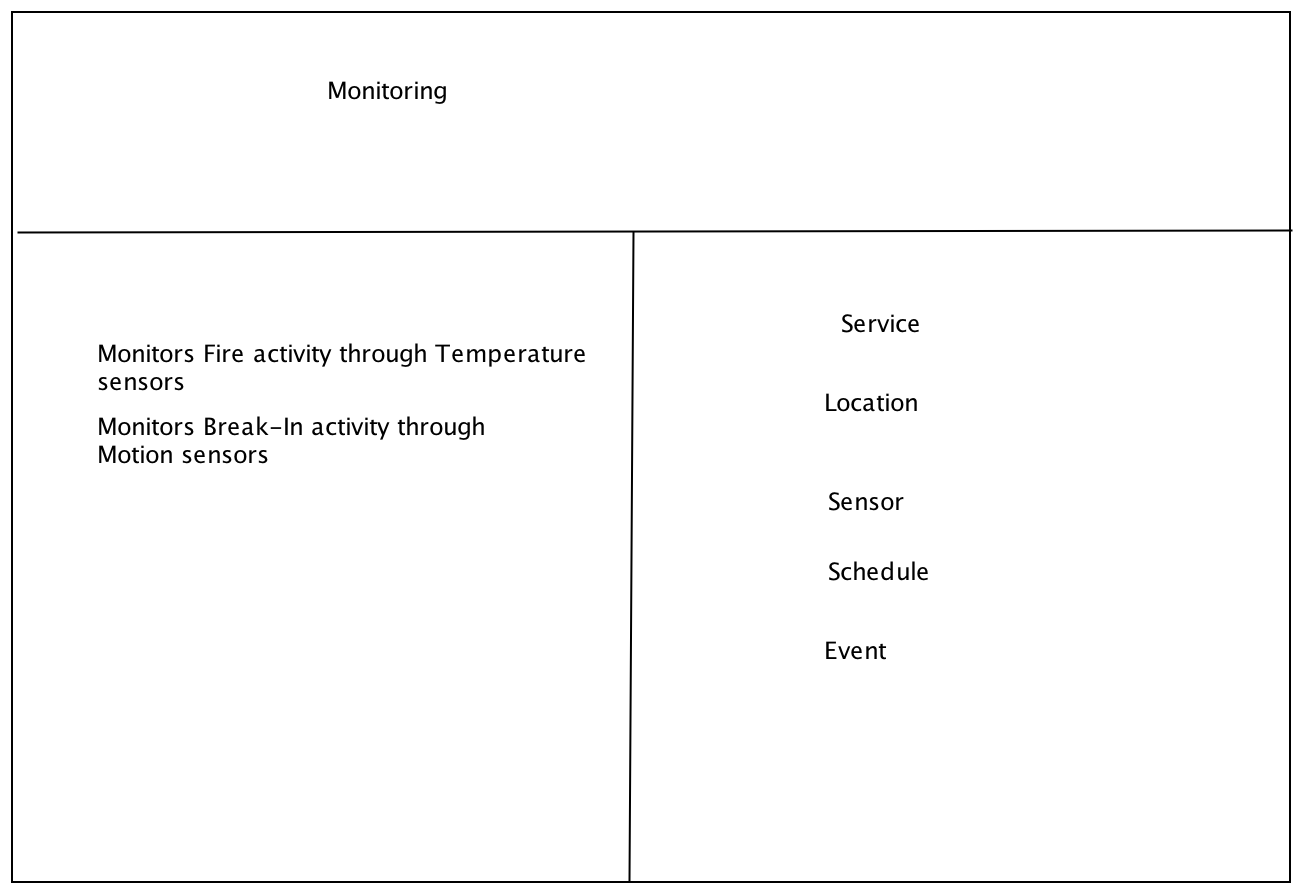 Monitoring
Monitors Fire activity through Temperature
sensors
Monitors Break-In activity through
Motion sensors
Service
Location
Sensor
Schedule
Event